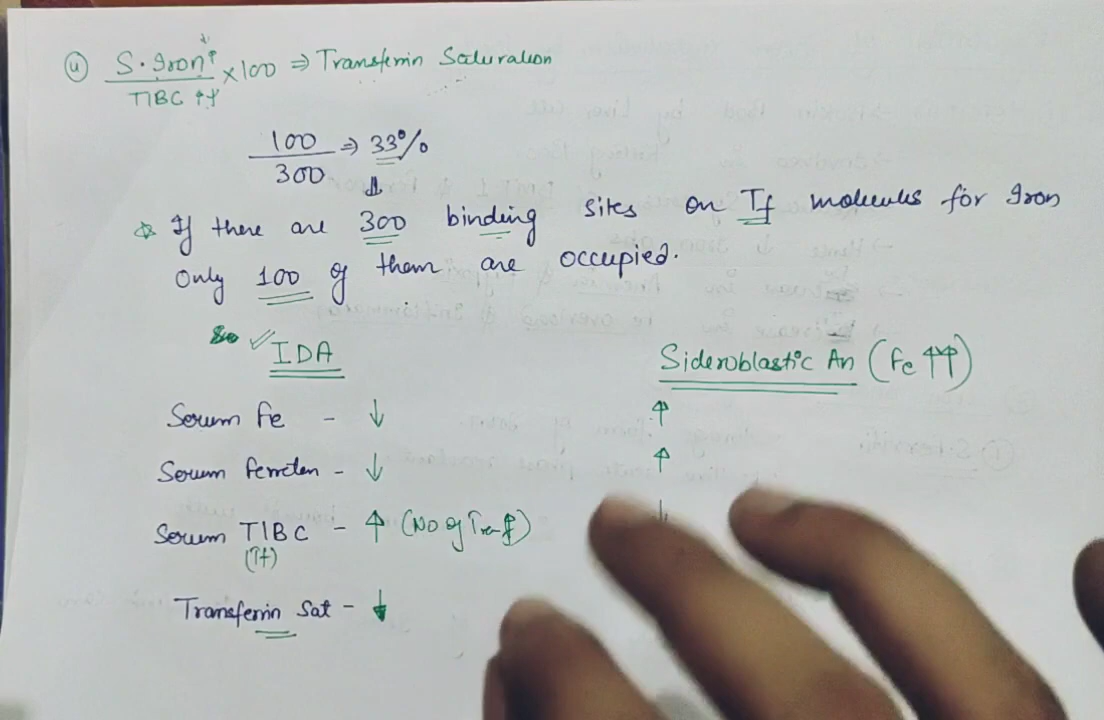 ④ S. Iron↑ ↓ ×100 ⇒ Transferrin Saturation
TIBC ↑↓
100 ⇒ 33%
300 ⇓
If there are 300 binding sites on Tf molecules for Iron
Only 100 of them are occupied.
✓ IDA Sideroblastic An (Fe ↑↑)
Serum Fe - ↓ ↑
Serum Ferritin - ↓ ↑
Serum TIBC - ↑ (No of Tranf) ↓
(Tf)
Transferrin Sat - ↓